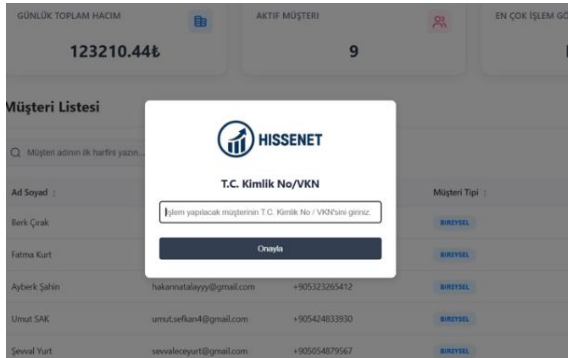 GÜNLÜK TOPLAM HACIM
AKTIF MÜŞTERI
EN ÇOK İŞLEM GÖ
123210.44₺
9
Müşteri Listesi
Müşteri adının ilk harfini yazın...
HISSENET
T.C. Kimlik No/VKN
İşlem yapılacak müşterinin T.C. Kimlik No / VKN'sini giriniz.
Onayla
Ad Soyad
Müşteri Tipi
Berk Çırak
BIREYSEL
Fatma Kurt
BIREYSEL
Ayberk Şahin
hakannatalayyy@gmail.com
+905323265412
BIREYSEL
Umut SAK
umut.sefkan4@gmail.com
+905424833930
BIREYSEL
Şevval Yurt
sevvaleceyurt@gmail.com
+905054879567
BIREYSEL